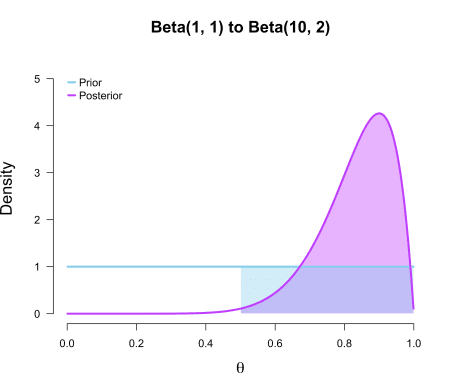 Beta(1, 1) to Beta(10, 2)
Prior
Posterior
Density
5
4
3
2
1
0
0.0 0.2 0.4 0.6 0.8 1.0
θ